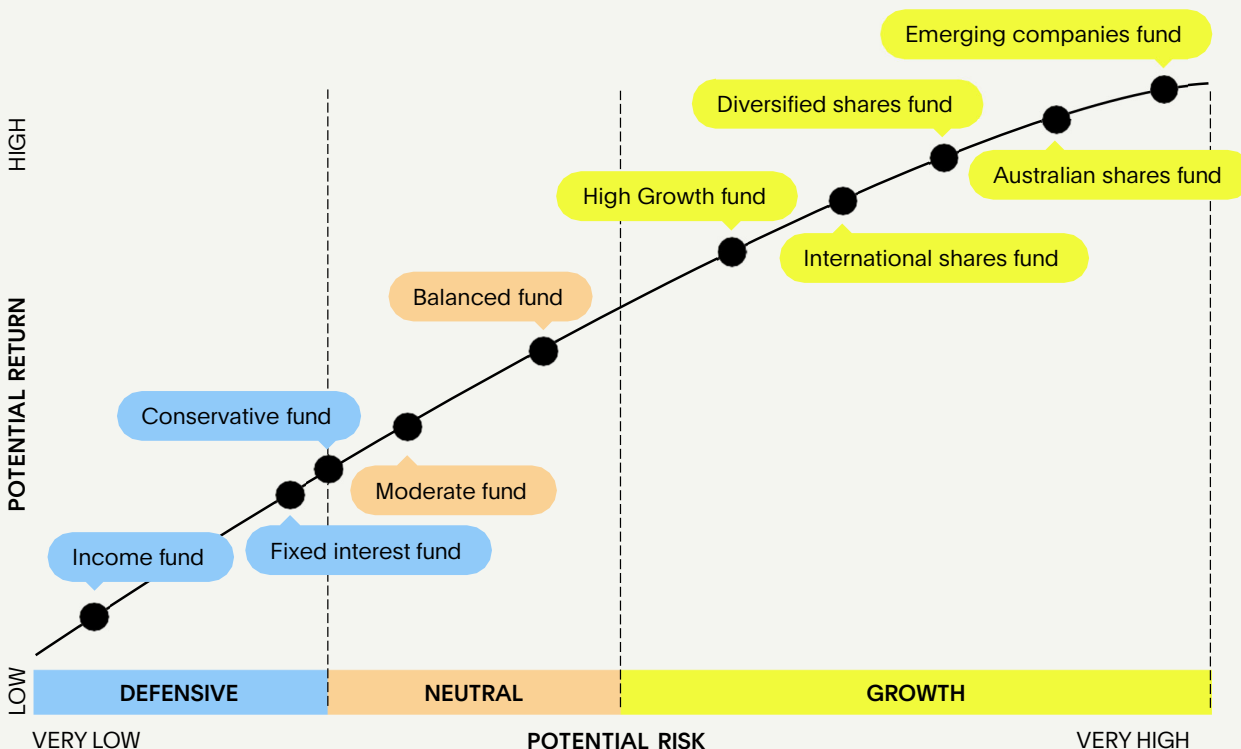 Emerging companies fund
Diversified shares fund
HIGH
Australian shares fund
High Growth fund
International shares fund
Balanced fund
POTENTIAL RETURN
Conservative fund
Moderate fund
Income fund
Fixed interest fund
LOW
DEFENSIVE
NEUTRAL
GROWTH
VERY LOW
POTENTIAL RISK
VERY HIGH